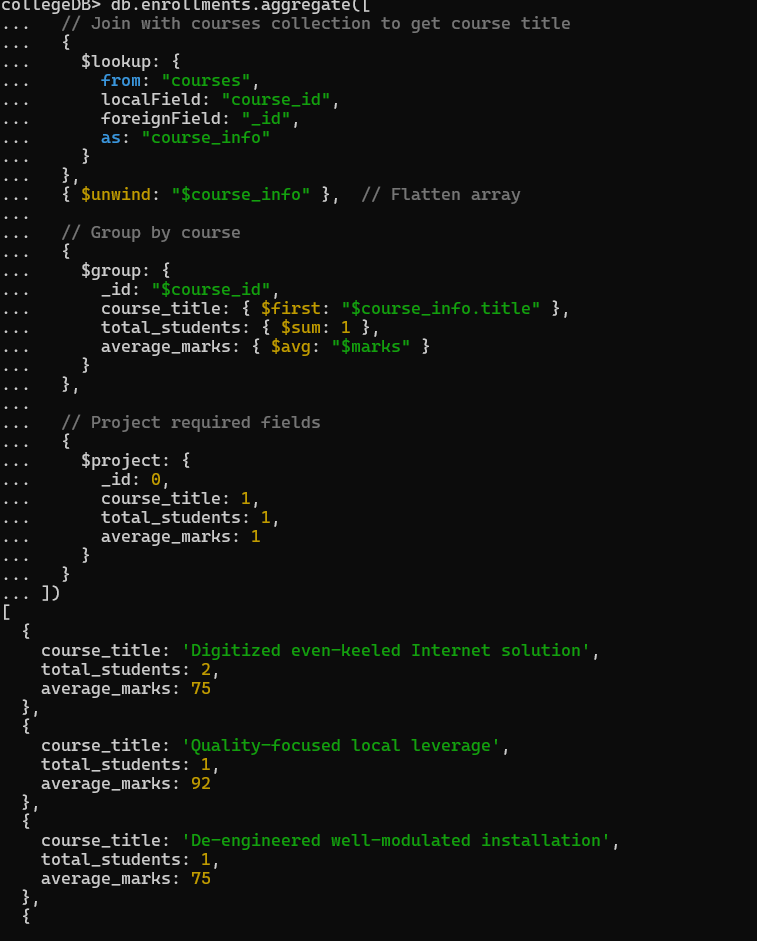 collegeDB> db.enrollments.aggregate([
...   // Join with courses collection to get course title
...   {
...     $lookup: {
...       from: "courses",
...       localField: "course_id",
...       foreignField: "_id",
...       as: "course_info"
...     }
...   },
...   { $unwind: "$course_info" },  // Flatten array
...
...   // Group by course
...   {
...     $group: {
...       _id: "$course_id",
...       course_title: { $first: "$course_info.title" },
...       total_students: { $sum: 1 },
...       average_marks: { $avg: "$marks" }
...     }
...   },
...
...   // Project required fields
...   {
...     $project: {
...       _id: 0,
...       course_title: 1,
...       total_students: 1,
...       average_marks: 1
...     }
...   }
... ])
[
  {
    course_title: 'Digitized even-keeled Internet solution',
    total_students: 2,
    average_marks: 75
  },
  {
    course_title: 'Quality-focused local leverage',
    total_students: 1,
    average_marks: 92
  },
  {
    course_title: 'De-engineered well-modulated installation',
    total_students: 1,
    average_marks: 75
  },
  {